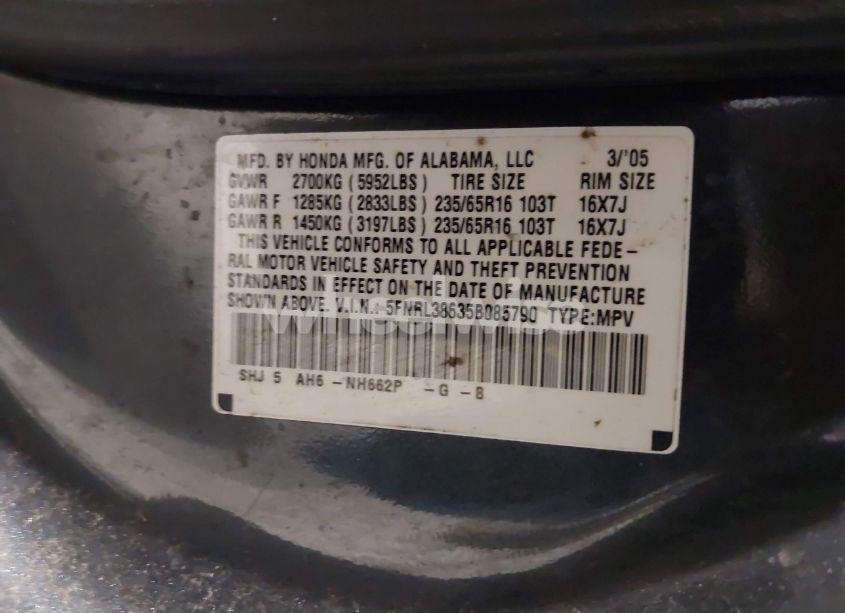 MFD. BY HONDA MFG. OF ALABAMA, LLC 3/'05
GVWR 2700KG (5952LBS) TIRE SIZE RIM SIZE
GAWR F 1285KG (2833LBS) 235/65R16 103T 16X7J
GAWR R 1450KG (3197LBS) 235/65R16 103T 16X7J
THIS VEHICLE CONFORMS TO ALL APPLICABLE FEDE-
RAL MOTOR VEHICLE SAFETY AND THEFT PREVENTION
STANDARDS IN EFFECT ON THE DATE OF MANUFACTURE
SHOWN ABOVE. V.I.N.: 5FNRL38635B085790 TYPE:MPV
SHJ 5 AH6 -NH662P -G -8